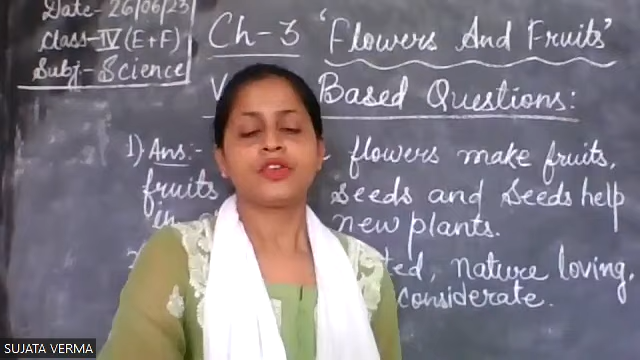 Date- 26/06/23
Class-IV (E+F)
Subj:- Science
Ch-3 'Flowers And Fruits'
V Based Questions:
1) Ans:- flowers make fruits,
fruits seeds and seeds help
in new plants.
ted, nature loving,
considerate.
SUJATA VERMA